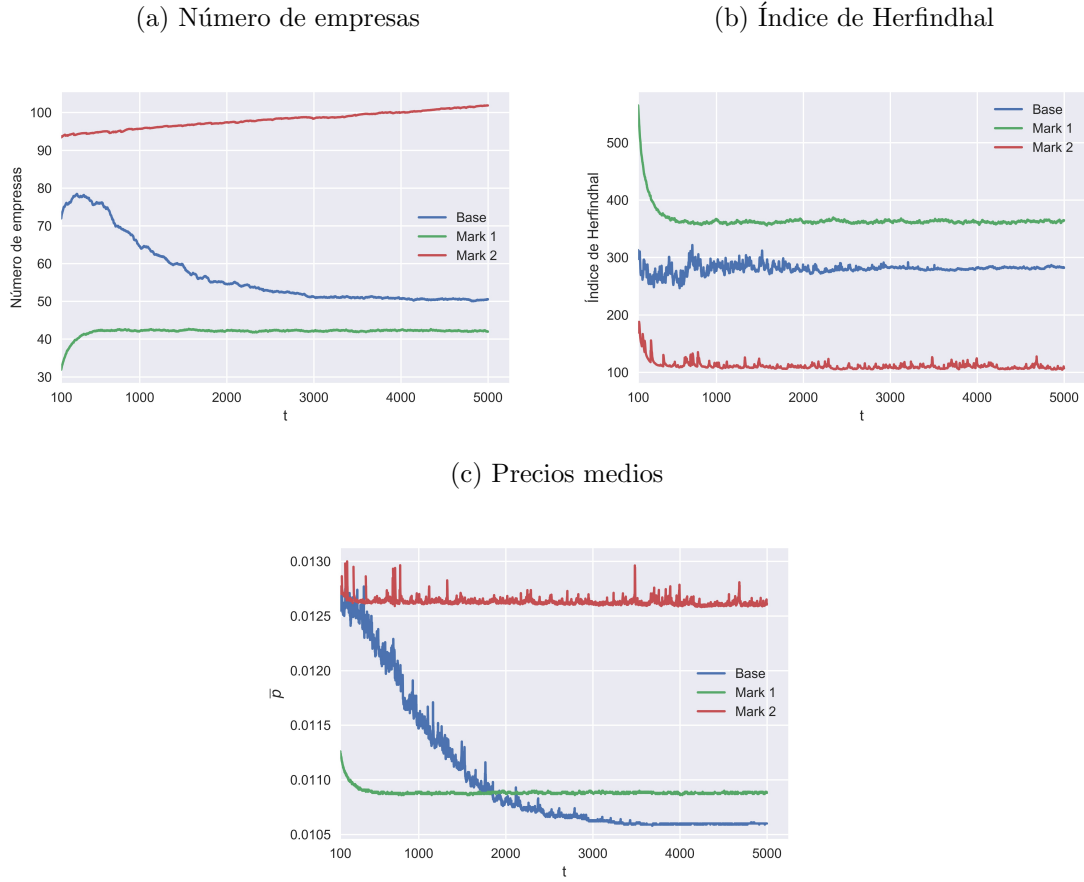 (a) Número de empresas
Número de empresas
100
90
80
70
60
50
40
30
Base
Mark 1
Mark 2
100
1000
2000
3000
4000
5000
t
(b) Índice de Herfindhal
Índice de Herfindhal
500
400
300
200
100
Base
Mark 1
Mark 2
100
1000
2000
3000
4000
5000
t
(c) Precios medios
p̅
0.0130
0.0125
0.0120
0.0115
0.0110
0.0105
Base
Mark 1
Mark 2
100
1000
2000
3000
4000
5000
t